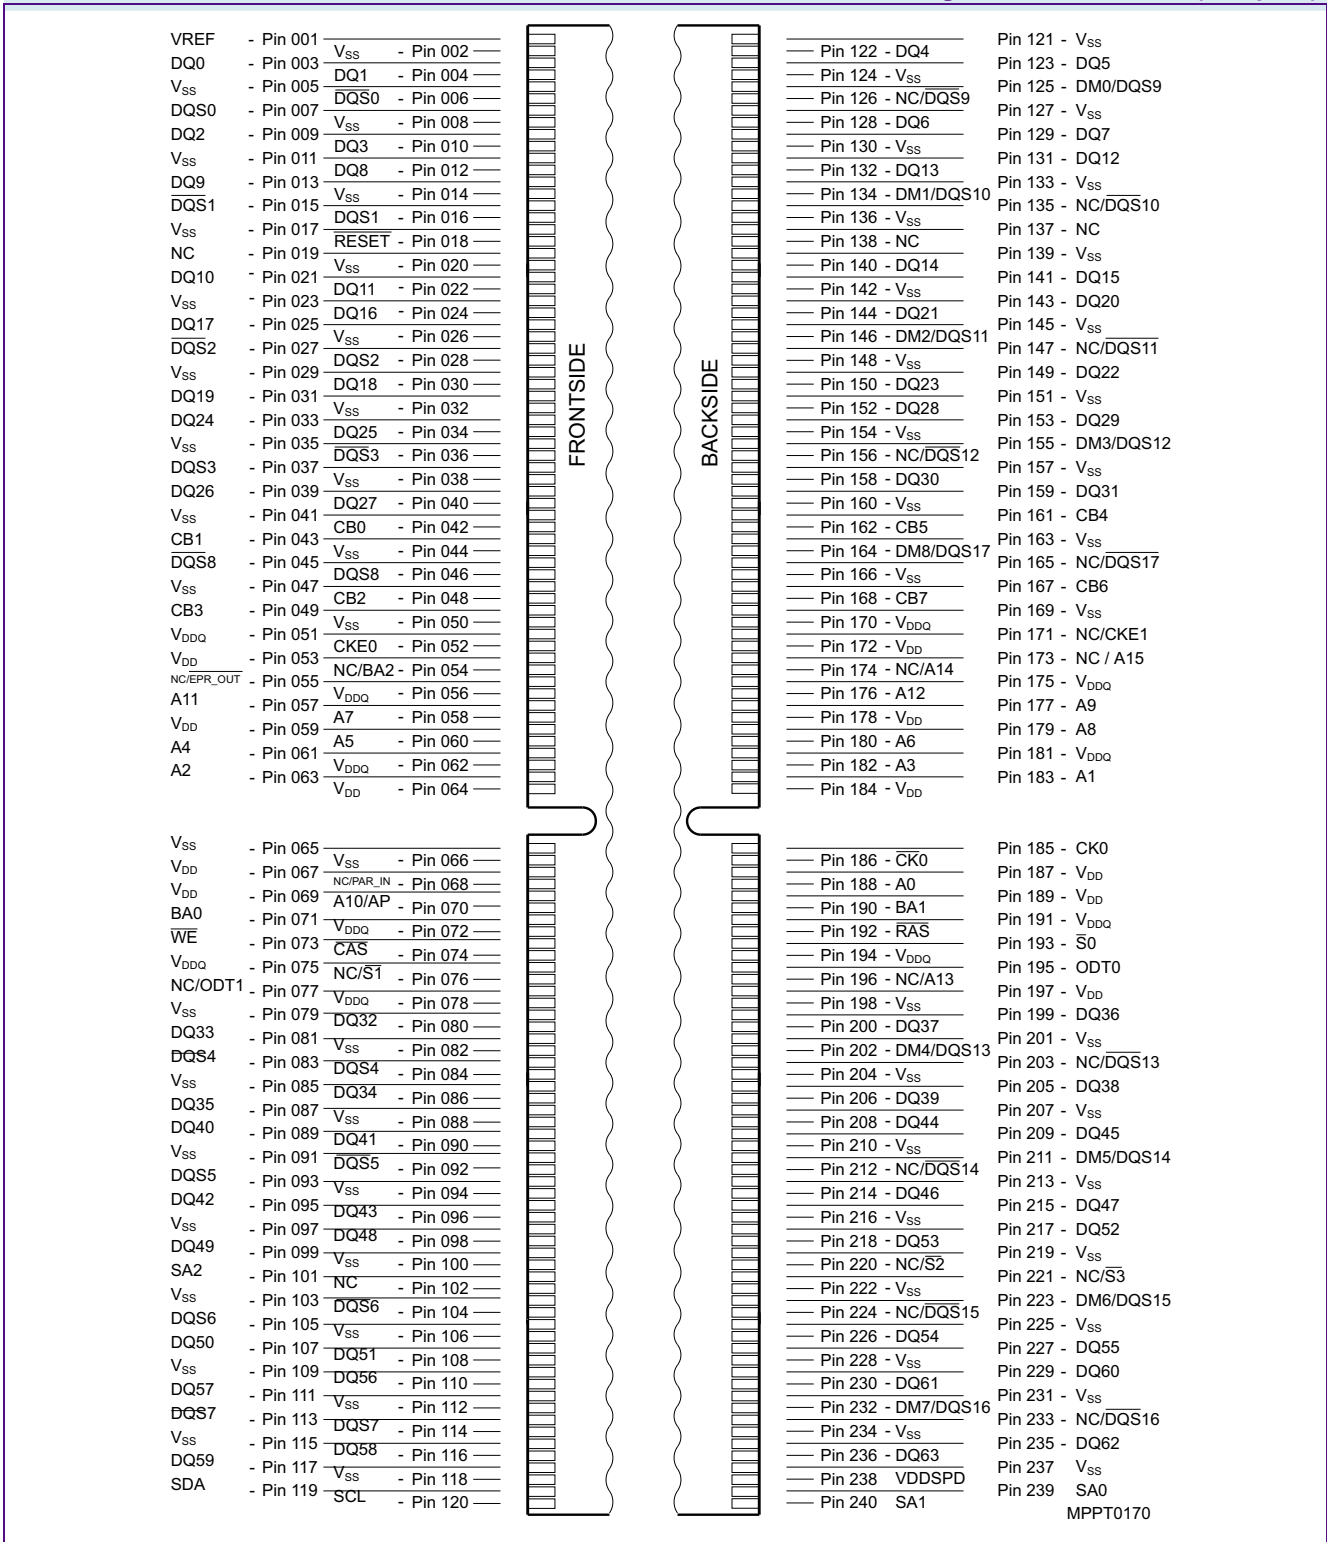 VREF - Pin 001 Pin 121 - VSS
VSS - Pin 002 Pin 122 - DQ4
DQ0 - Pin 003 Pin 123 - DQ5
DQ1 - Pin 004 Pin 124 - VSS
VSS - Pin 005 Pin 125 - DM0/DQS9
DQS0 - Pin 006 Pin 126 - NC/DQS9
DQS0 - Pin 007 Pin 127 - VSS
VSS - Pin 008 Pin 128 - DQ6
DQ2 - Pin 009 Pin 129 - DQ7
DQ3 - Pin 010 Pin 130 - VSS
VSS - Pin 011 Pin 131 - DQ12
DQ8 - Pin 012 Pin 132 - DQ13
DQ9 - Pin 013 Pin 133 - VSS
VSS - Pin 014 Pin 134 - DM1/DQS10
DQS1 - Pin 015 Pin 135 - NC/DQS10
DQS1 - Pin 016 Pin 136 - VSS
VSS - Pin 017 Pin 137 - NC
RESET - Pin 018 Pin 138 - NC
NC - Pin 019 Pin 139 - VSS
VSS - Pin 020 Pin 140 - DQ14
DQ10 - Pin 021 Pin 141 - DQ15
DQ11 - Pin 022 Pin 142 - VSS
VSS - Pin 023 Pin 143 - DQ20
DQ16 - Pin 024 Pin 144 - DQ21
DQ17 - Pin 025 Pin 145 - VSS
VSS - Pin 026 Pin 146 - DM2/DQS11
DQS2 - Pin 027 Pin 147 - NC/DQS11
DQS2 - Pin 028 Pin 148 - VSS
VSS - Pin 029 Pin 149 - DQ22
DQ18 - Pin 030 Pin 150 - DQ23
DQ19 - Pin 031 Pin 151 - VSS
VSS - Pin 032 Pin 152 - DQ28
FRONTSIDE
BACKSIDE
DQ24 - Pin 033 Pin 153 - DQ29
DQ25 - Pin 034 Pin 154 - VSS
VSS - Pin 035 Pin 155 - DM3/DQS12
DQS3 - Pin 036 Pin 156 - NC/DQS12
DQS3 - Pin 037 Pin 157 - VSS
VSS - Pin 038 Pin 158 - DQ30
DQ26 - Pin 039 Pin 159 - DQ31
DQ27 - Pin 040 Pin 160 - VSS
VSS - Pin 041 Pin 161 - CB4
CB0 - Pin 042 Pin 162 - CB5
CB1 - Pin 043 Pin 163 - VSS
VSS - Pin 044 Pin 164 - DM8/DQS17
DQS8 - Pin 045 Pin 165 - NC/DQS17
DQS8 - Pin 046 Pin 166 - VSS
VSS - Pin 047 Pin 167 - CB6
CB2 - Pin 048 Pin 168 - CB7
CB3 - Pin 049 Pin 169 - VSS
VSS - Pin 050 Pin 170 - VDDQ
VDDQ - Pin 051 Pin 171 - NC/CKE1
CKE0 - Pin 052 Pin 172 - VDD
VDD - Pin 053 Pin 173 - NC / A15
NC/BA2 - Pin 054 Pin 174 - NC/A14
NC/EPR_OUT - Pin 055 Pin 175 - VDDQ
VDDQ - Pin 056 Pin 176 - A12
A11 - Pin 057 Pin 177 - A9
A7 - Pin 058 Pin 178 - VDD
VDD - Pin 059 Pin 179 - A8
A5 - Pin 060 Pin 180 - A6
A4 - Pin 061 Pin 181 - VDDQ
VDDQ - Pin 062 Pin 182 - A3
A2 - Pin 063 Pin 183 - A1
VDD - Pin 064 Pin 184 - VDD
VSS - Pin 065 Pin 185 - CK0
VSS - Pin 066 Pin 186 - CK0
VDD - Pin 067 Pin 187 - VDD
NC/PAR_IN - Pin 068 Pin 188 - A0
VDD - Pin 069 Pin 189 - VDD
A10/AP - Pin 070 Pin 190 - BA1
BA0 - Pin 071 Pin 191 - VDDQ
VDDQ - Pin 072 Pin 192 - RAS
WE - Pin 073 Pin 193 - S0
CAS - Pin 074 Pin 194 - VDDQ
VDDQ - Pin 075 Pin 195 - ODT0
NC/S1 - Pin 076 Pin 196 - NC/A13
NC/ODT1 - Pin 077 Pin 197 - VDD
VDDQ - Pin 078 Pin 198 - VSS
VSS - Pin 079 Pin 199 - DQ36
DQ32 - Pin 080 Pin 200 - DQ37
DQ33 - Pin 081 Pin 201 - VSS
VSS - Pin 082 Pin 202 - DM4/DQS13
DQS4 - Pin 083 Pin 203 - NC/DQS13
DQS4 - Pin 084 Pin 204 - VSS
VSS - Pin 085 Pin 205 - DQ38
DQ34 - Pin 086 Pin 206 - DQ39
DQ35 - Pin 087 Pin 207 - VSS
VSS - Pin 088 Pin 208 - DQ44
DQ40 - Pin 089 Pin 209 - DQ45
DQ41 - Pin 090 Pin 210 - VSS
VSS - Pin 091 Pin 211 - DM5/DQS14
DQS5 - Pin 092 Pin 212 - NC/DQS14
DQS5 - Pin 093 Pin 213 - VSS
VSS - Pin 094 Pin 214 - DQ46
DQ42 - Pin 095 Pin 215 - DQ47
DQ43 - Pin 096 Pin 216 - VSS
VSS - Pin 097 Pin 217 - DQ52
DQ48 - Pin 098 Pin 218 - DQ53
DQ49 - Pin 099 Pin 219 - VSS
VSS - Pin 100 Pin 220 - NC/S2
SA2 - Pin 101 Pin 221 - NC/S3
NC - Pin 102 Pin 222 - VSS
VSS - Pin 103 Pin 223 - DM6/DQS15
DQS6 - Pin 104 Pin 224 - NC/DQS15
DQS6 - Pin 105 Pin 225 - VSS
VSS - Pin 106 Pin 226 - DQ54
DQ50 - Pin 107 Pin 227 - DQ55
DQ51 - Pin 108 Pin 228 - VSS
VSS - Pin 109 Pin 229 - DQ60
DQ56 - Pin 110 Pin 230 - DQ61
DQ57 - Pin 111 Pin 231 - VSS
VSS - Pin 112 Pin 232 - DM7/DQS16
DQS7 - Pin 113 Pin 233 - NC/DQS16
DQS7 - Pin 114 Pin 234 - VSS
VSS - Pin 115 Pin 235 - DQ62
DQ58 - Pin 116 Pin 236 - DQ63
DQ59 - Pin 117 Pin 237 VSS
VSS - Pin 118 Pin 238 VDDSPD
SDA - Pin 119 Pin 239 SA0
SCL - Pin 120 Pin 240 SA1
MPPT0170